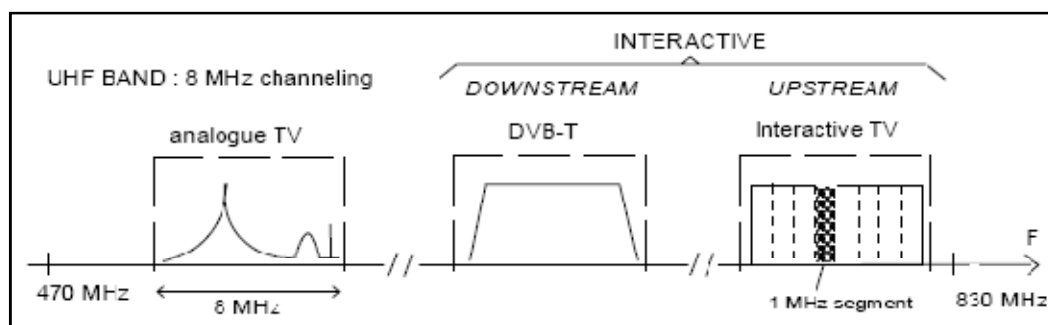 INTERACTIVE
UHF BAND : 8 MHz channeling
DOWNSTREAM
UPSTREAM
analogue TV
DVB-T
Interactive TV
F
470 MHz
8 MHz
1 MHz segment
830 MHz